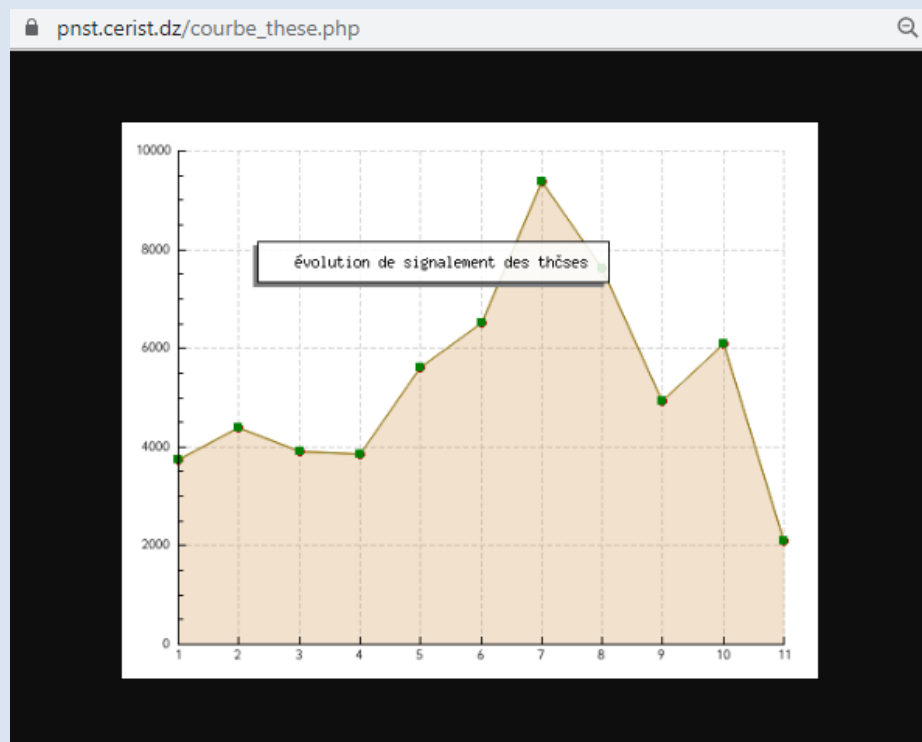 pnst.cerist.dz/courbe_these.php
10000
évolution de signalement des thčses
8000
6000
4000
2000
0
1 2 3 4 5 6 7 8 9 10 11